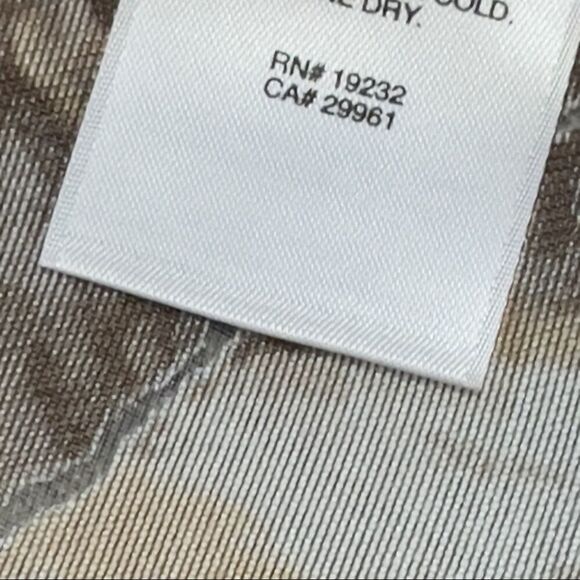 COLD.
DRY.
RN# 19232
CA# 29961